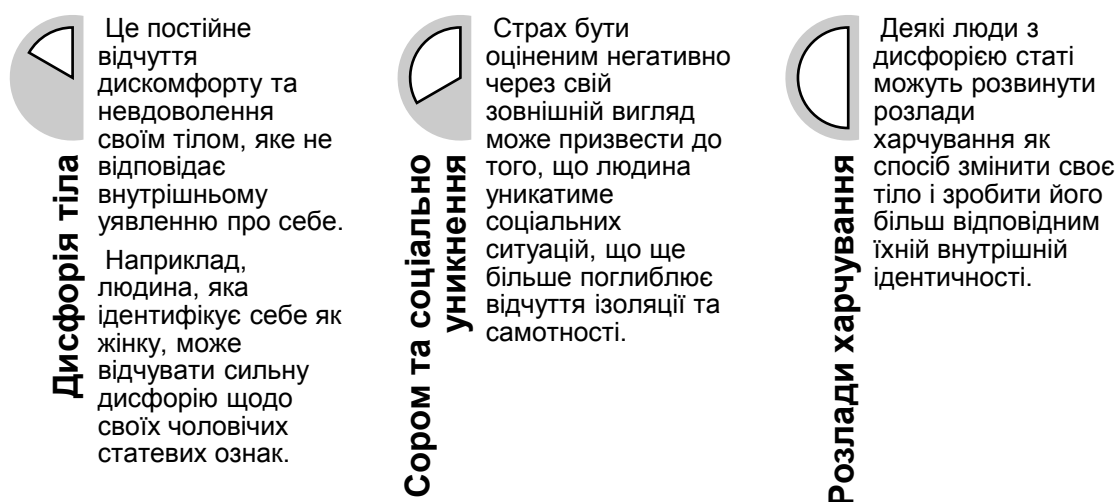 Дисфорія тіла
Це постійне
відчуття
дискомфорту та
невдоволення
своїм тілом, яке не
відповідає
внутрішньому
уявленню про себе.
Наприклад,
людина, яка
ідентифікує себе як
жінку, може
відчувати сильну
дисфорію щодо
своїх чоловічих
статевих ознак.
Сором та соціально
уникнення
Страх бути
оціненим негативно
через свій
зовнішній вигляд
може призвести до
того, що людина
уникатиме
соціальних
ситуацій, що ще
більше поглиблює
відчуття ізоляції та
самотності.
Розлади харчування
Деякі люди з
дисфорією статі
можуть розвинути
розлади
харчування як
спосіб змінити своє
тіло і зробити його
більш відповідним
їхній внутрішній
ідентичності.